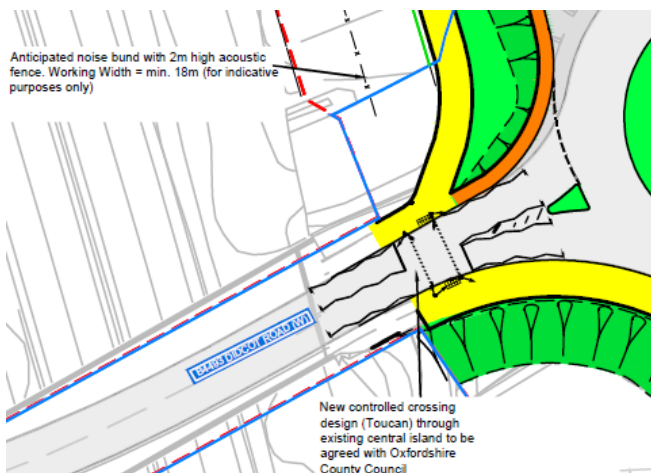 Anticipated noise bund with 2m high acoustic
fence. Working Width = min. 18m (for indicative
purposes only)
B4493 DIDCOT ROAD (W)
New controlled crossing
design (Toucan) through
existing central island to be
agreed with Oxfordshire
County Council